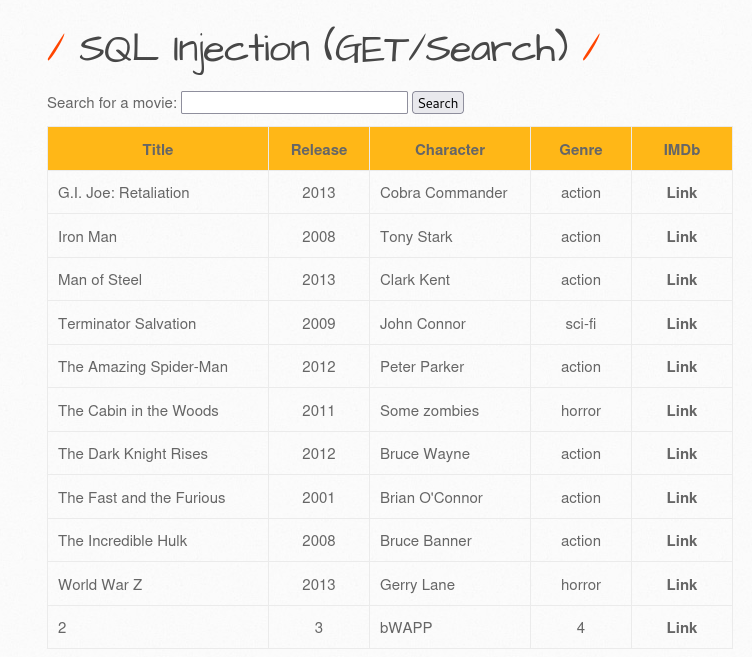 / SQL Injection (GET/Search) /
Search for a movie: Search
Title Release Character Genre IMDb
G.I. Joe: Retaliation 2013 Cobra Commander action Link
Iron Man 2008 Tony Stark action Link
Man of Steel 2013 Clark Kent action Link
Terminator Salvation 2009 John Connor sci-fi Link
The Amazing Spider-Man 2012 Peter Parker action Link
The Cabin in the Woods 2011 Some zombies horror Link
The Dark Knight Rises 2012 Bruce Wayne action Link
The Fast and the Furious 2001 Brian O'Connor action Link
The Incredible Hulk 2008 Bruce Banner action Link
World War Z 2013 Gerry Lane horror Link
2 3 bWAPP 4 Link